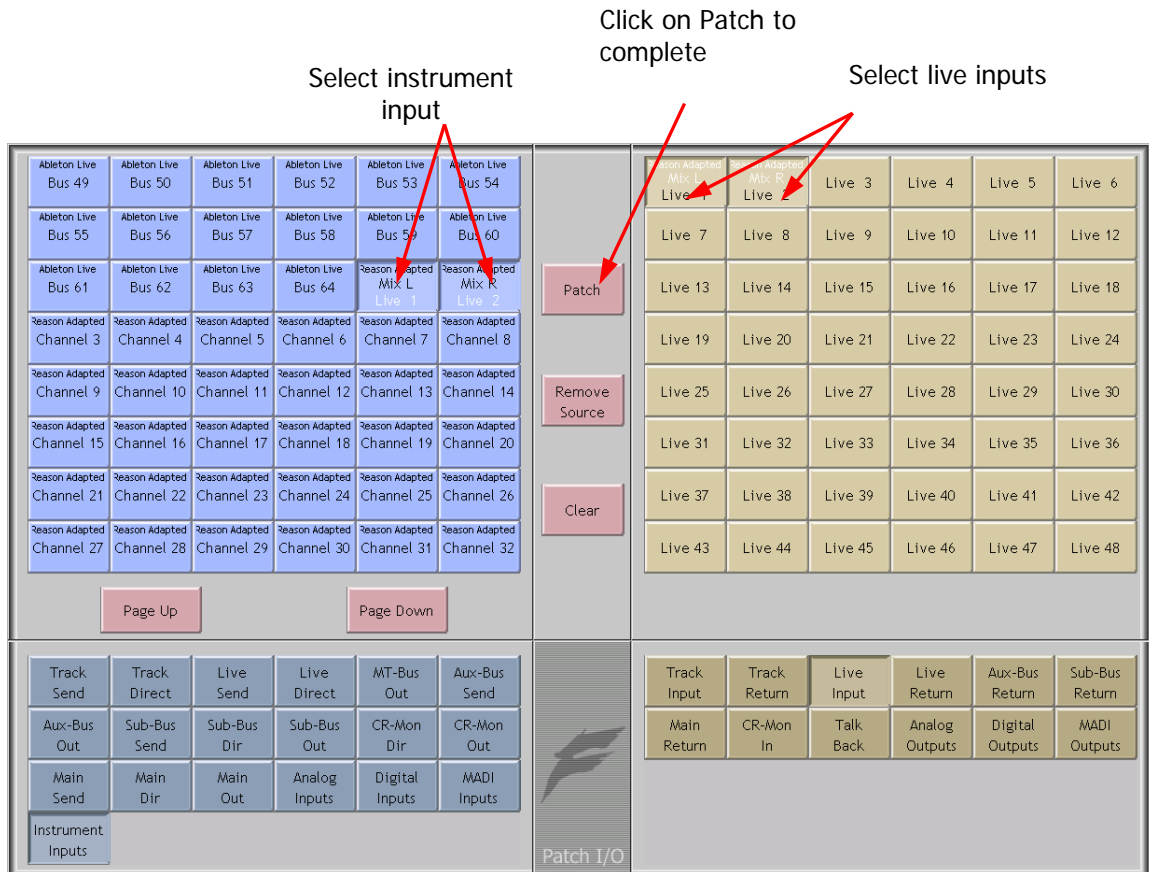 Click on Patch to
complete
Select instrument
input
Select live inputs
Ableton Live Ableton Live Ableton Live Ableton Live Ableton Live Ableton Live
Bus 49 Bus 50 Bus 51 Bus 52 Bus 53 Bus 54
Ableton Live Ableton Live Ableton Live Ableton Live Ableton Live Ableton Live
Bus 55 Bus 56 Bus 57 Bus 58 Bus 59 Bus 60
Ableton Live Ableton Live Ableton Live Ableton Live Reason Adapted Reason Adapted
Bus 61 Bus 62 Bus 63 Bus 64 Mix L Mix R
Live 1 Live 2
Reason Adapted Reason Adapted Reason Adapted Reason Adapted Reason Adapted Reason Adapted
Channel 3 Channel 4 Channel 5 Channel 6 Channel 7 Channel 8
Reason Adapted Reason Adapted Reason Adapted Reason Adapted Reason Adapted Reason Adapted
Channel 9 Channel 10 Channel 11 Channel 12 Channel 13 Channel 14
Reason Adapted Reason Adapted Reason Adapted Reason Adapted Reason Adapted Reason Adapted
Channel 15 Channel 16 Channel 17 Channel 18 Channel 19 Channel 20
Reason Adapted Reason Adapted Reason Adapted Reason Adapted Reason Adapted Reason Adapted
Channel 21 Channel 22 Channel 23 Channel 24 Channel 25 Channel 26
Reason Adapted Reason Adapted Reason Adapted Reason Adapted Reason Adapted Reason Adapted
Channel 27 Channel 28 Channel 29 Channel 30 Channel 31 Channel 32
Page Up Page Down
Patch
Remove
Source
Clear
Reason Adapted Reason Adapted
Mix L Mix R
Live 1 Live 2 Live 3 Live 4 Live 5 Live 6
Live 7 Live 8 Live 9 Live 10 Live 11 Live 12
Live 13 Live 14 Live 15 Live 16 Live 17 Live 18
Live 19 Live 20 Live 21 Live 22 Live 23 Live 24
Live 25 Live 26 Live 27 Live 28 Live 29 Live 30
Live 31 Live 32 Live 33 Live 34 Live 35 Live 36
Live 37 Live 38 Live 39 Live 40 Live 41 Live 42
Live 43 Live 44 Live 45 Live 46 Live 47 Live 48
Track Track Live Live MT-Bus Aux-Bus
Send Direct Send Direct Out Send
Aux-Bus Sub-Bus Sub-Bus Sub-Bus CR-Mon CR-Mon
Out Send Dir Out Dir Out
Main Main Main Analog Digital MADI
Send Dir Out Inputs Inputs Inputs
Instrument
Inputs
Patch I/O
Track Track Live Live Aux-Bus Sub-Bus
Input Return Input Return Return Return
Main CR-Mon Talk Analog Digital MADI
Return In Back Outputs Outputs Outputs